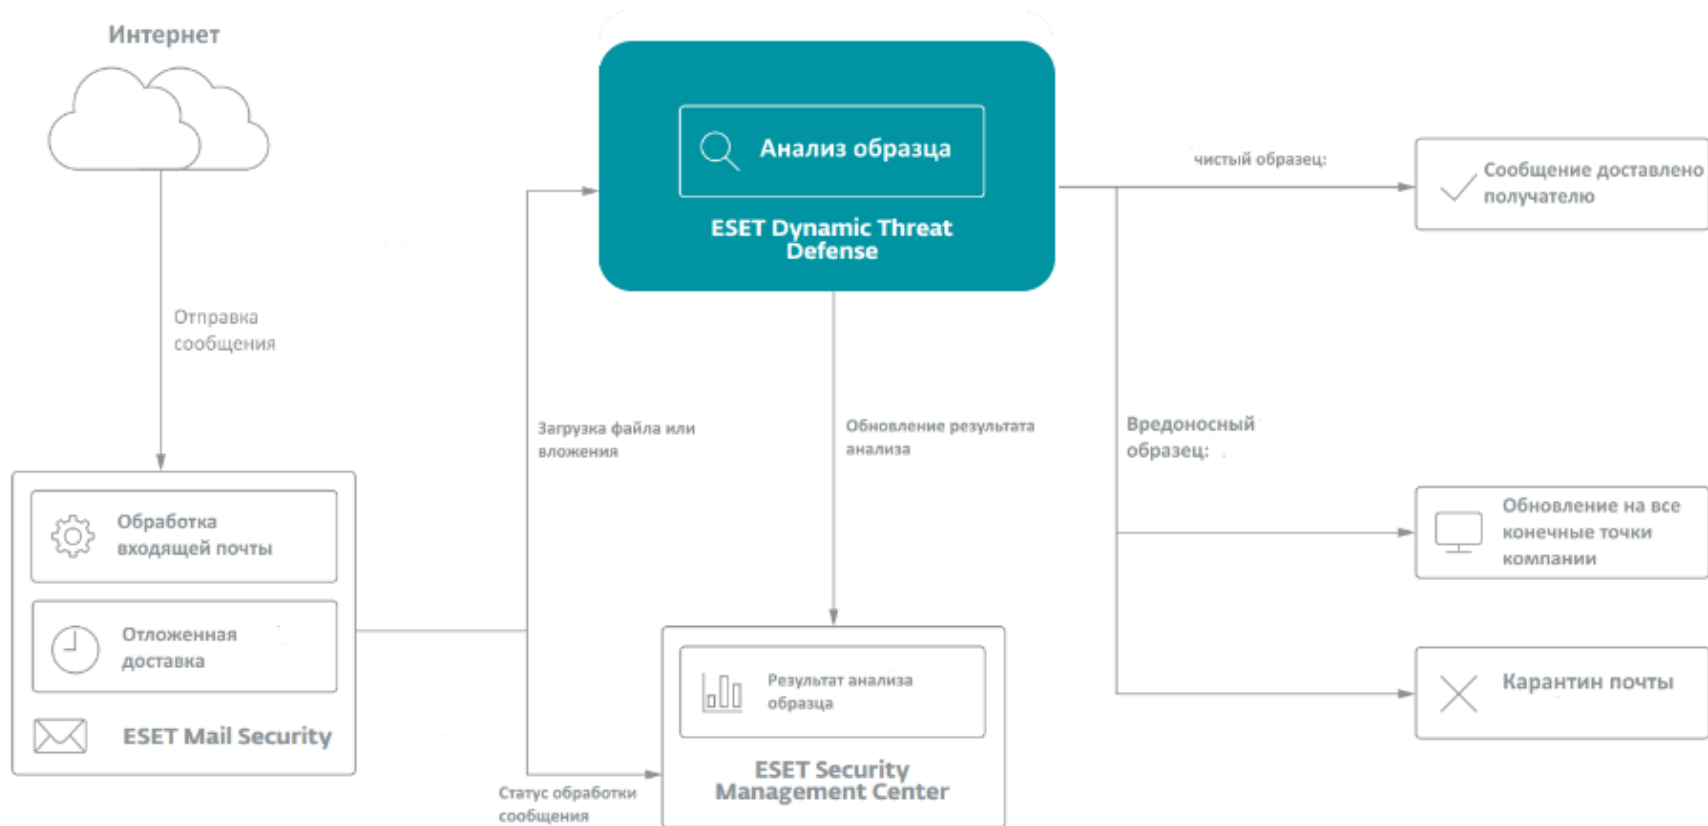 Интернет
Отправка
сообщения
Обработка
входящей почты
Отложенная
доставка
ESET Mail Security
Загрузка файла или
вложения
Статус обработки
сообщения
Анализ образца
ESET Dynamic Threat
Defense
Обновление результата
анализа
Результат анализа
образца
ESET Security
Management Center
чистый образец:
Сообщение доставлено
получателю
Вредоносный
образец:
Обновление на все
конечные точки
компании
Карантин почты